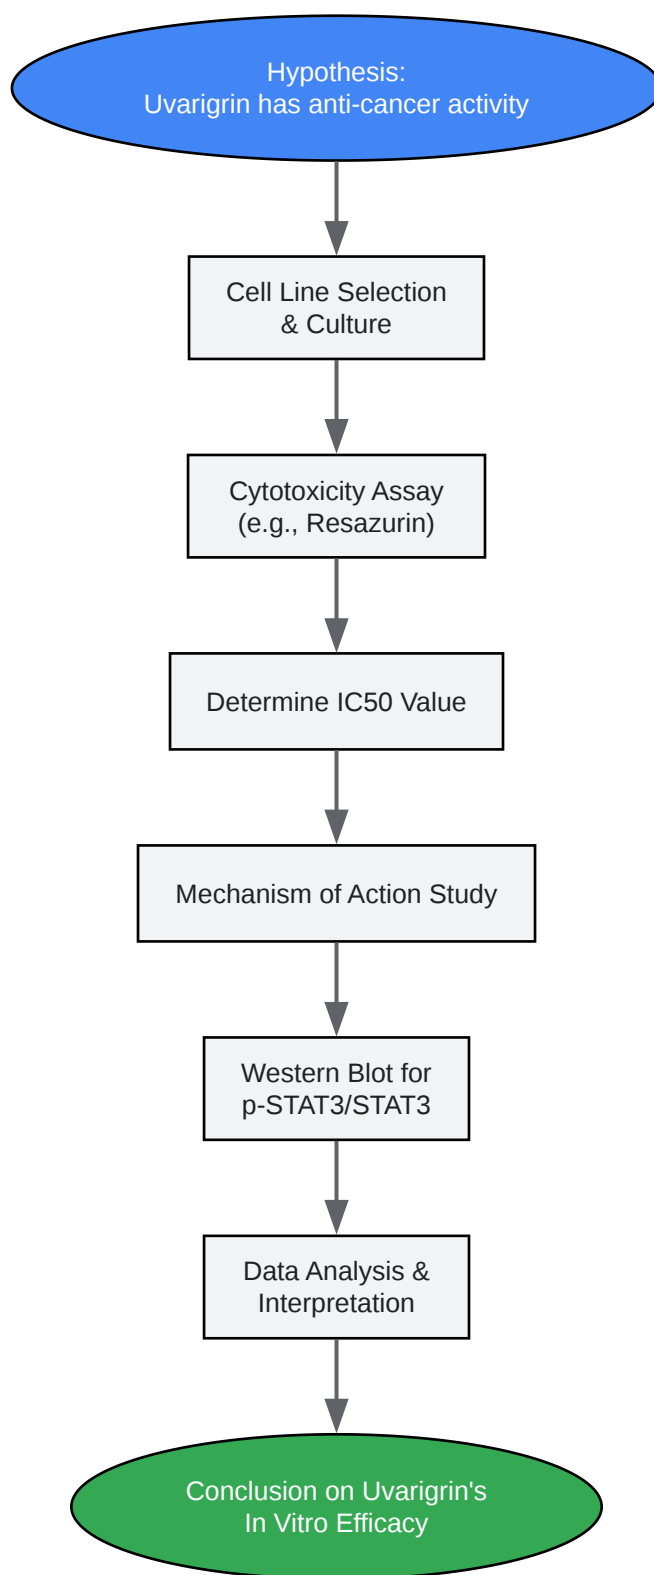 Hypothesis:
Uvarigrin has anti-cancer activity
Cell Line Selection
& Culture
Cytotoxicity Assay
(e.g., Resazurin)
Determine IC50 Value
Mechanism of Action Study
Western Blot for
p-STAT3/STAT3
Data Analysis &
Interpretation
Conclusion on Uvarigrin's
In Vitro Efficacy